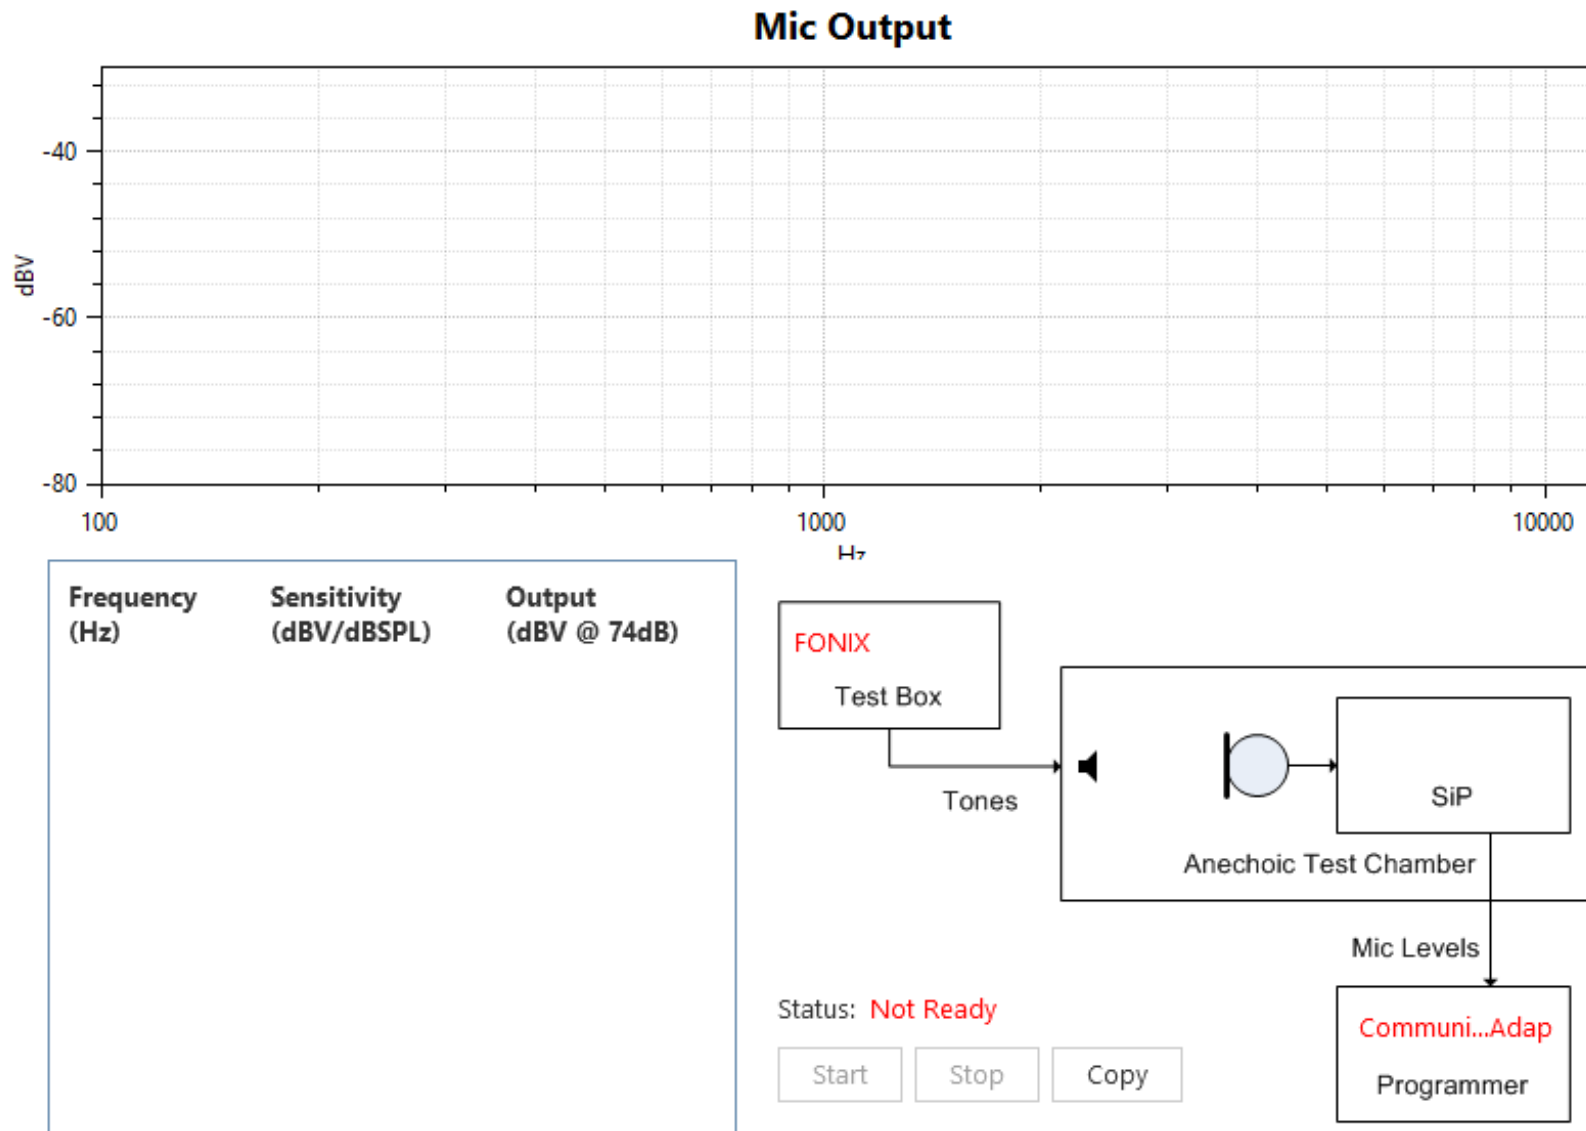 Mic Output
-40
dBV
-60
-80
100
1000
10000
Hz
Frequency
(Hz)
Sensitivity
(dBV/dBSPL)
Output
(dBV @ 74dB)
FONIX
Test Box
Tones
SiP
Anechoic Test Chamber
Mic Levels
Status: Not Ready
Communi...Adap
Programmer
Start
Stop
Copy